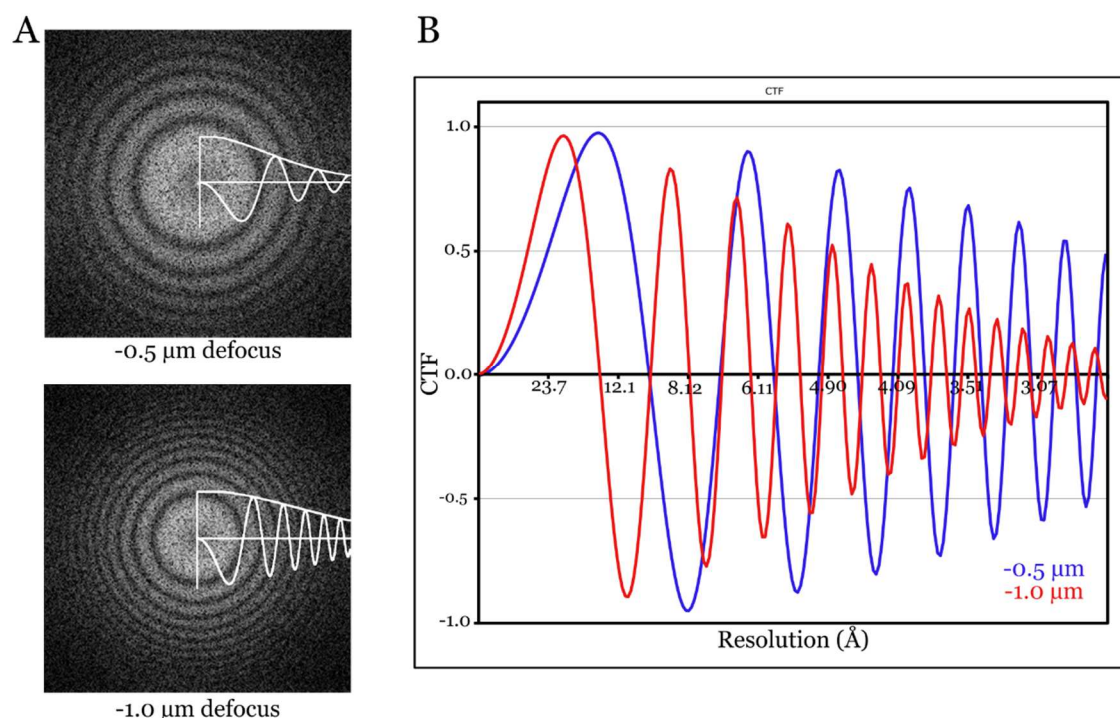 A
-0.5 µm defocus
-1.0 µm defocus
B
CTF
1.0
0.5
0.0
-0.5
-1.0
CTF
23.7 12.1 8.12 6.11 4.90 4.09 3.51 3.07
-0.5 µm
-1.0 µm
Resolution (Å)